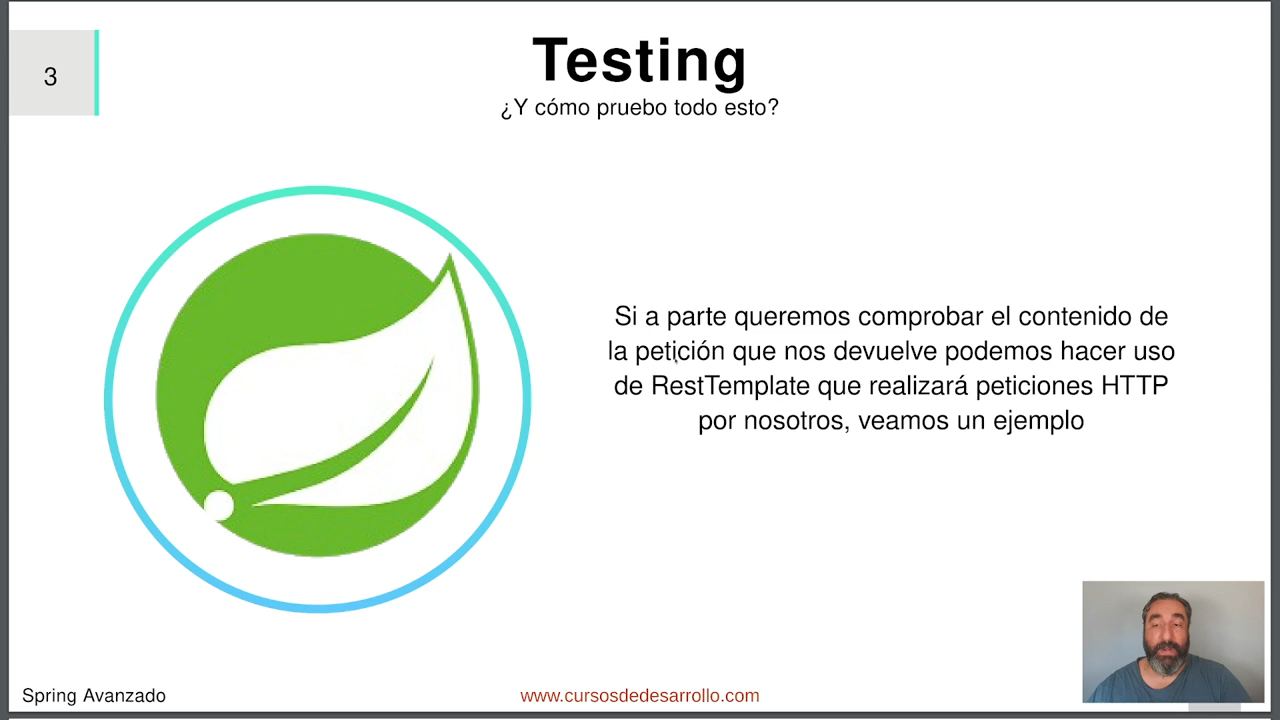 3
Testing
¿Y cómo pruebo todo esto?
Si a parte queremos comprobar el contenido de
la petición que nos devuelve podemos hacer uso
de RestTemplate que realizará peticiones HTTP
por nosotros, veamos un ejemplo
Spring Avanzado
www.cursosdedesarrollo.com